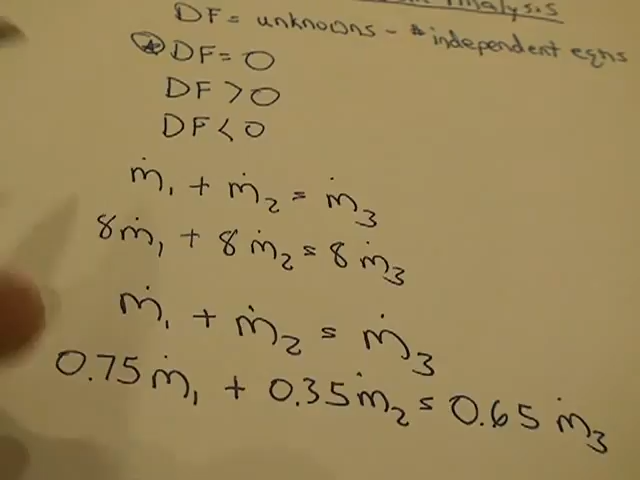 Analysis
DF = unknowns - # independent eqns
* DF = 0
DF > 0
DF < 0
ṁ₁ + ṁ₂ = ṁ₃
8ṁ₁ + 8ṁ₂ = 8ṁ₃
ṁ₁ + ṁ₂ = ṁ₃
0.75ṁ₁ + 0.35ṁ₂ = 0.65ṁ₃